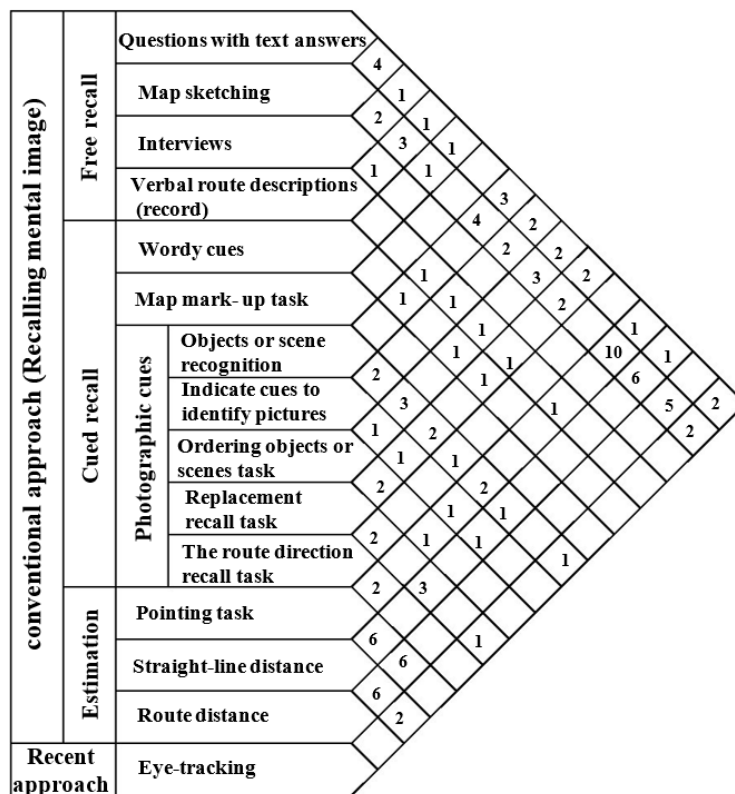 conventional approach (Recalling mental image)
Free recall
Questions with text answers
4
1
Map sketching
2 1
3 1
Interviews
1 1
Verbal route descriptions
(record)
3
4 2
Cued recall
Wordy cues
2 2
1 3 2
Map mark- up task
1 1 2
Photographic cues
1 1
Objects or scene
recognition
1 1 10 1
2 1 6
Indicate cues to
identify pictures
3 1 5 2
1 2 2
Ordering objects or
scenes task
1 1
2 2
Replacement
recall task
1 1
2 1 1
The route direction
recall task
1
2 3
Estimation
Pointing task
6 1
6
Straight-line distance
6
2
Route distance
Recent
approach
Eye-tracking